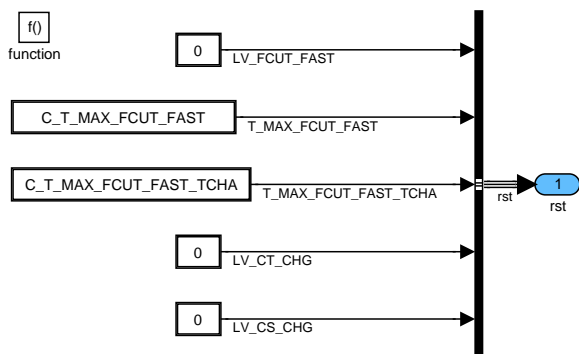 f()
function
0
LV_FCUT_FAST
C_T_MAX_FCUT_FAST
T_MAX_FCUT_FAST
C_T_MAX_FCUT_FAST_TCHA
T_MAX_FCUT_FAST_TCHA
rst
1
rst
0
LV_CT_CHG
0
LV_CS_CHG